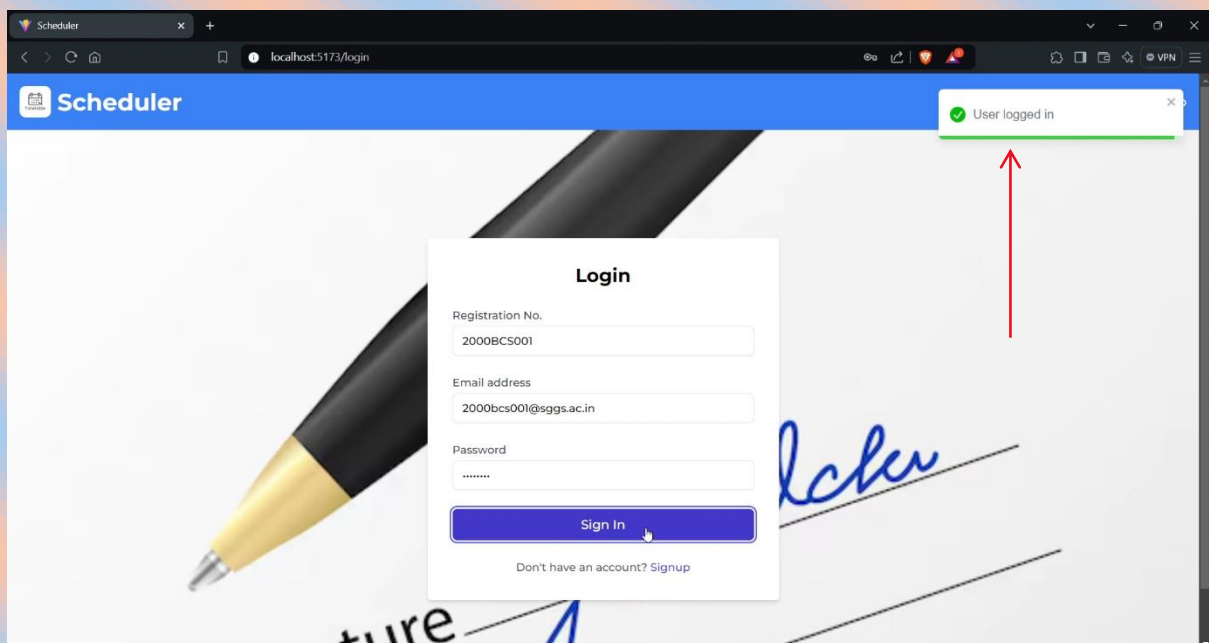 Scheduler
localhost:5173/login
VPN
Scheduler
User logged in
Login
Registration No.
2000BCS001
Email address
2000bcs001@sggs.ac.in
Password
........
Sign In
Don't have an account? Signup
ture